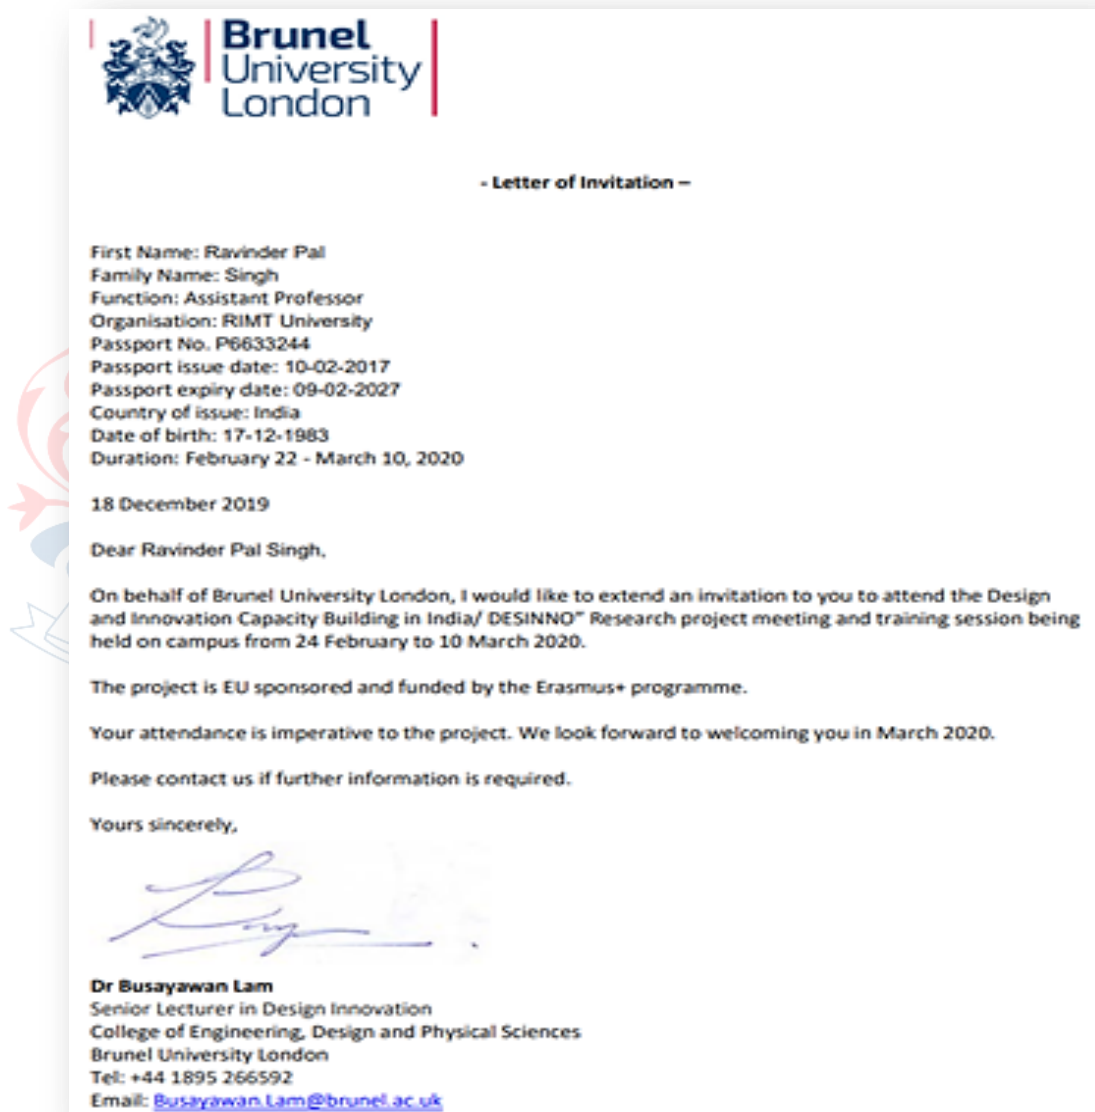 Brunel
University
London
- Letter of Invitation –
First Name: Ravinder Pal
Family Name: Singh
Function: Assistant Professor
Organisation: RIMT University
Passport No. P6633244
Passport issue date: 10-02-2017
Passport expiry date: 09-02-2027
Country of issue: India
Date of birth: 17-12-1983
Duration: February 22 - March 10, 2020
18 December 2019
Dear Ravinder Pal Singh,
On behalf of Brunel University London, I would like to extend an invitation to you to attend the Design
and Innovation Capacity Building in India/ DESINNO" Research project meeting and training session being
held on campus from 24 February to 10 March 2020.
The project is EU sponsored and funded by the Erasmus+ programme.
Your attendance is imperative to the project. We look forward to welcoming you in March 2020.
Please contact us if further information is required.
Yours sincerely,
Dr Busayawan Lam
Senior Lecturer in Design Innovation
College of Engineering, Design and Physical Sciences
Brunel University London
Tel: +44 1895 266592
Email: Busayawan.Lam@brunel.ac.uk